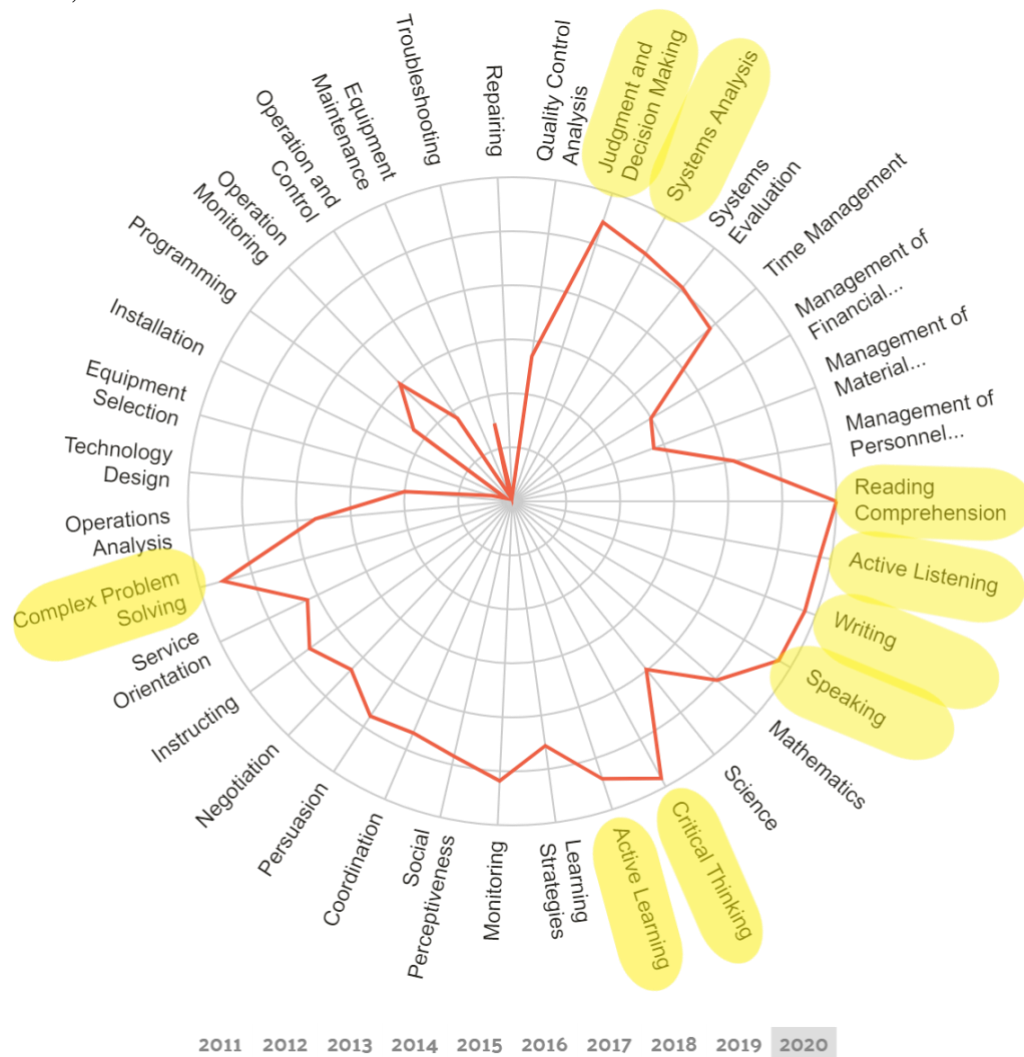 Repairing
Quality Control
Analysis
Judgment and
Decision Making
Systems Analysis
Systems
Evaluation
Time Management
Management of
Financial...
Management of
Material...
Management of
Personnel...
Reading
Comprehension
Active Listening
Writing
Speaking
Mathematics
Science
Critical Thinking
Active Learning
Learning
Strategies
Monitoring
Social
Perceptiveness
Coordination
Persuasion
Negotiation
Instructing
Service
Orientation
Complex Problem
Solving
Operations
Analysis
Technology
Design
Equipment
Selection
Installation
Programming
Operation
Monitoring
Operation and
Control
Equipment
Maintenance
Troubleshooting
2011 2012 2013 2014 2015 2016 2017 2018 2019 2020